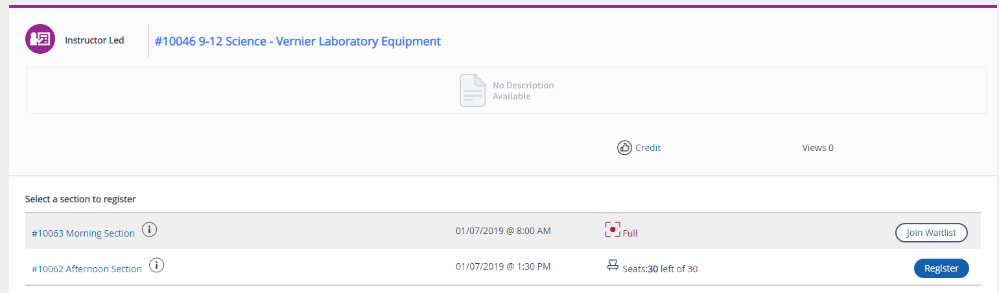 Instructor Led
#10046 9-12 Science - Vernier Laboratory Equipment
No Description
Available
Credit
Views 0
Select a section to register
#10063 Morning Section 01/07/2019 @ 8:00 AM Full Join Waitlist
#10062 Afternoon Section 01/07/2019 @ 1:30 PM Seats:30 left of 30 Register